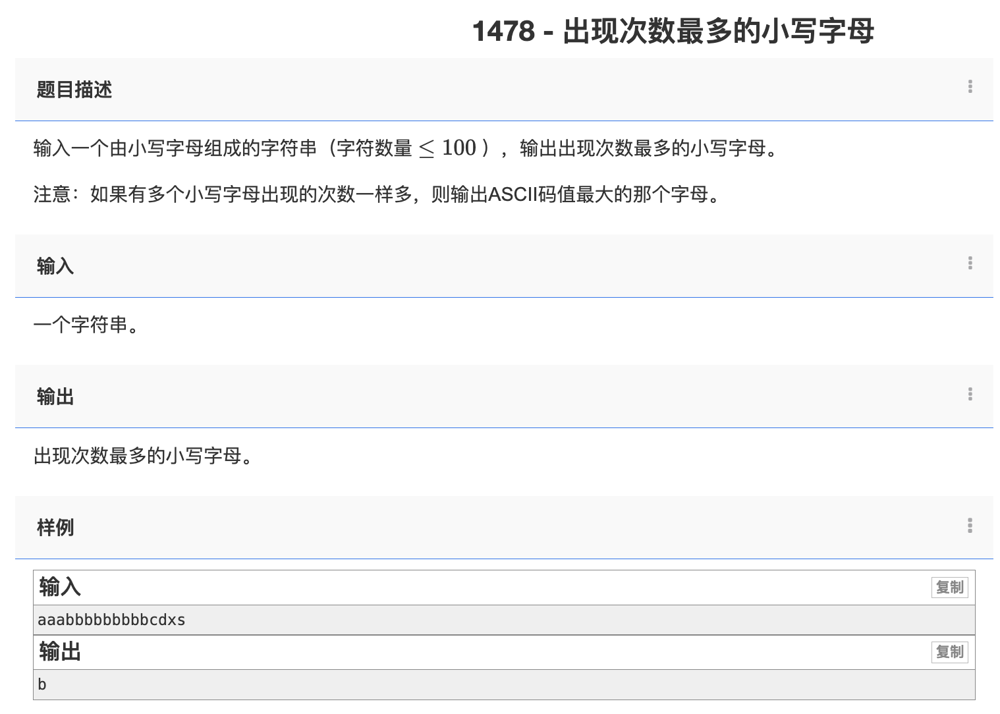 1478 - 出现次数最多的小写字母
题目描述
输入一个由小写字母组成的字符串（字符数量 ≤ 100 ），输出出现次数最多的小写字母。
注意：如果有多个小写字母出现的次数一样多，则输出ASCII码值最大的那个字母。
输入
一个字符串。
输出
出现次数最多的小写字母。
样例
输入
复制
aaabbbbbbbbbcdxs
输出
复制
b